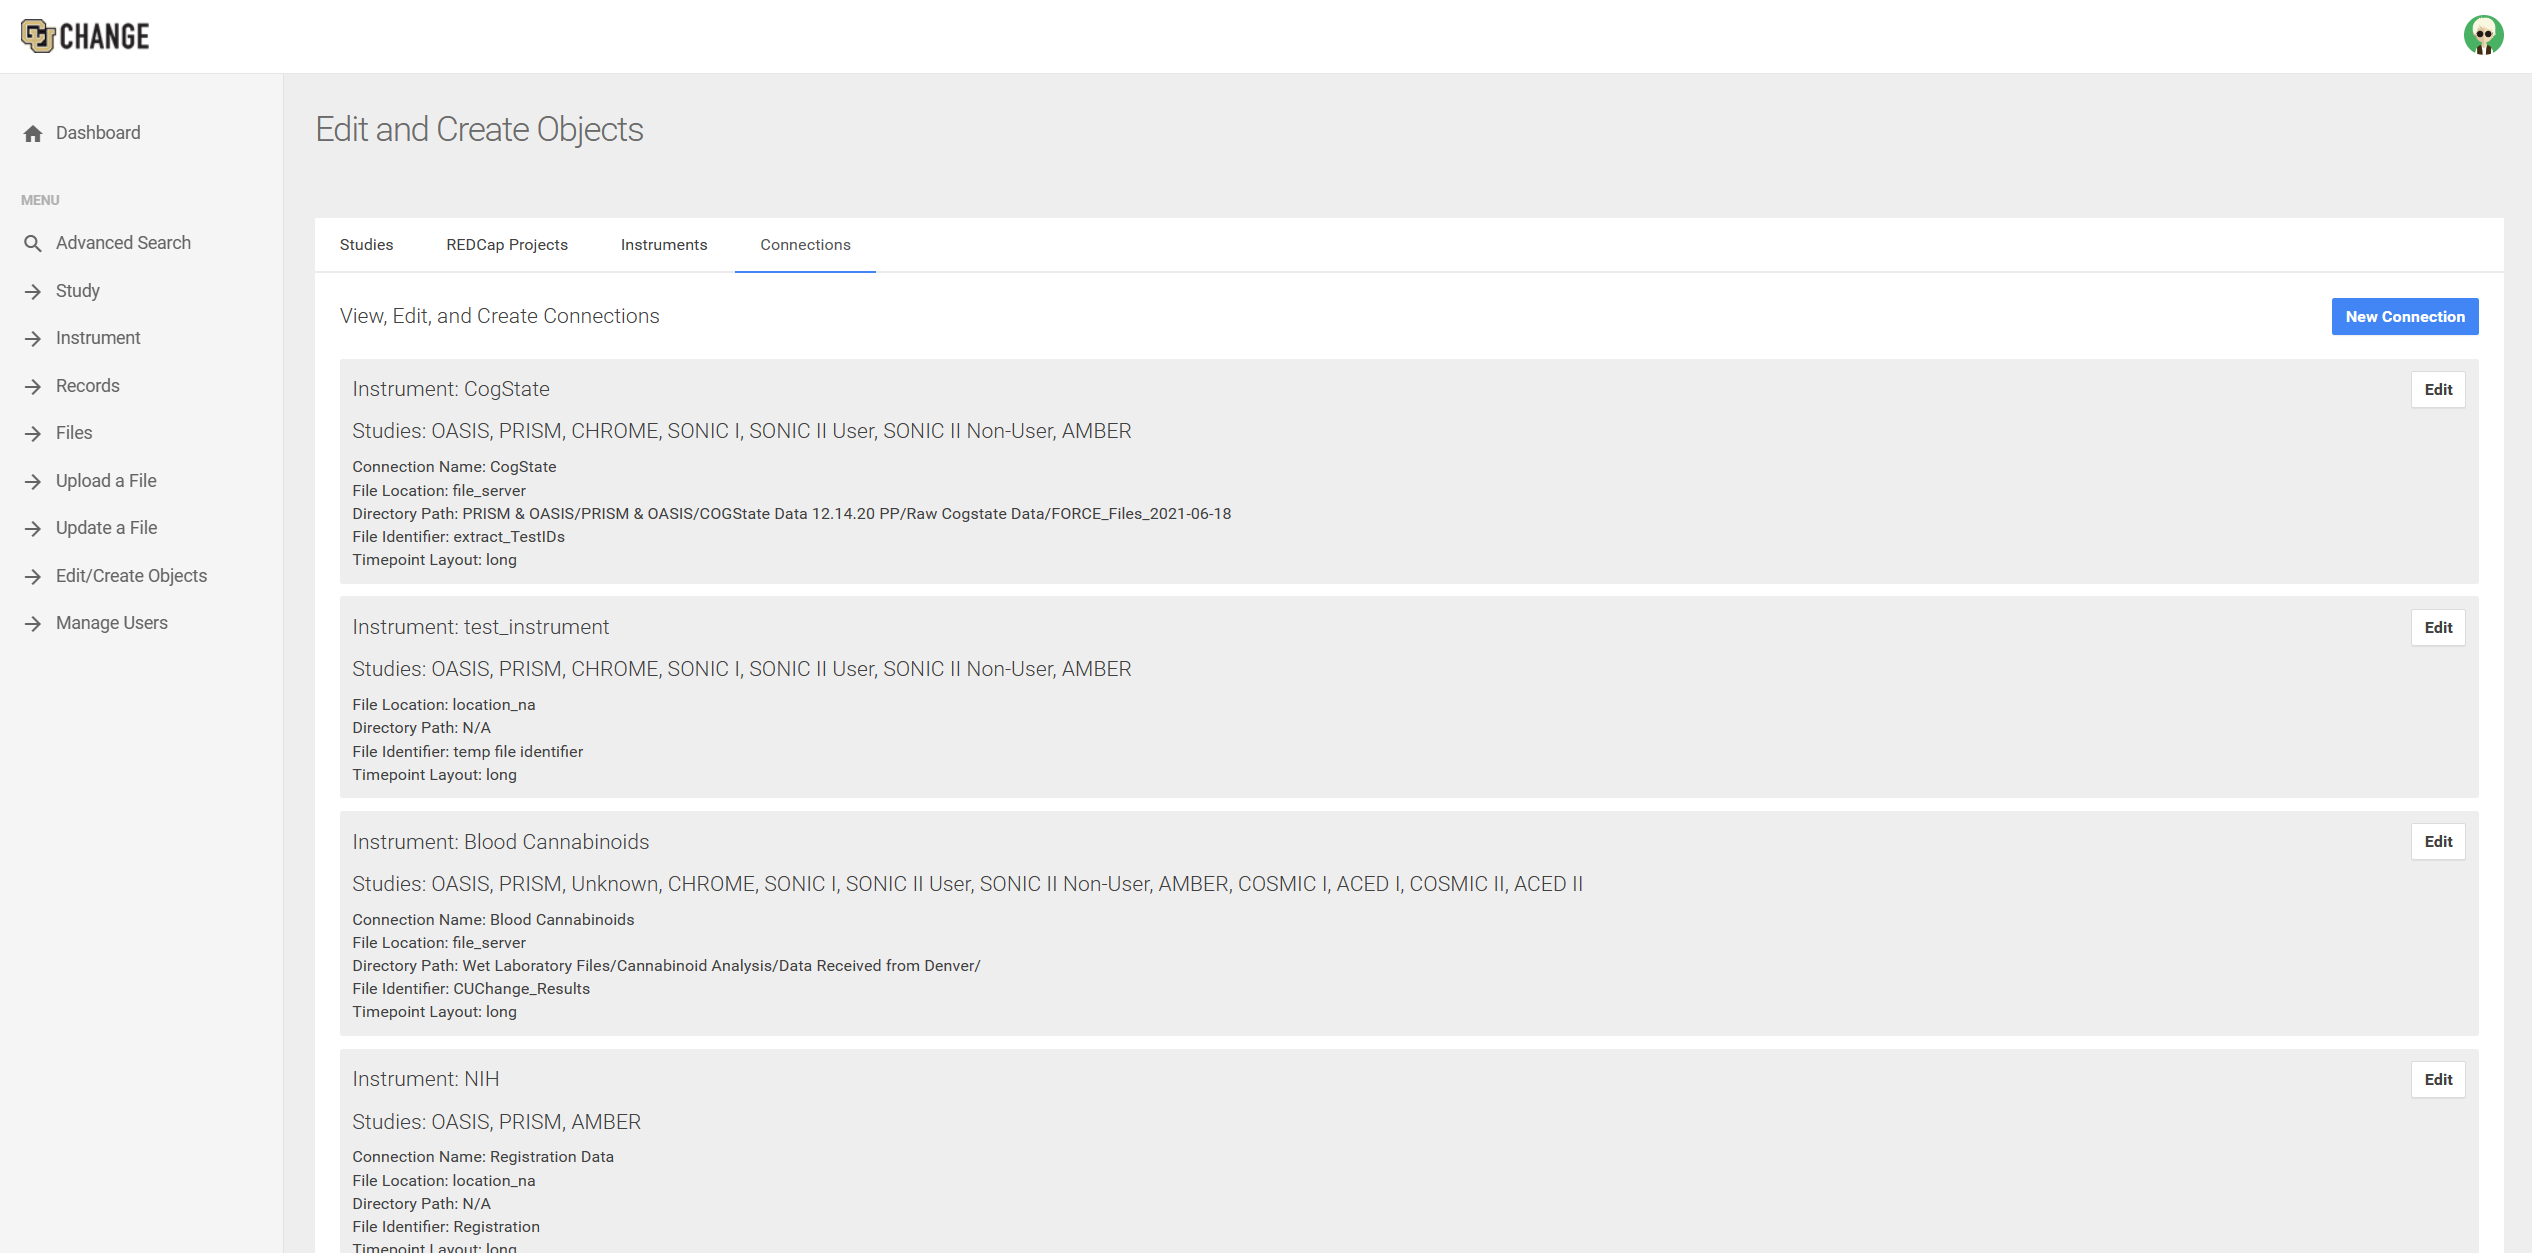 CU CHANGE
Dashboard
MENU
Advanced Search
Study
Instrument
Records
Files
Upload a File
Update a File
Edit/Create Objects
Manage Users
Edit and Create Objects
Studies REDCap Projects Instruments Connections
View, Edit, and Create Connections
New Connection
Instrument: CogState
Edit
Studies: OASIS, PRISM, CHROME, SONIC I, SONIC II User, SONIC II Non-User, AMBER
Connection Name: CogState
File Location: file_server
Directory Path: PRISM & OASIS/PRISM & OASIS/COGState Data 12.14.20 PP/Raw Cogstate Data/FORCE_Files_2021-06-18
File Identifier: extract_TestIDs
Timepoint Layout: long
Instrument: test_instrument
Edit
Studies: OASIS, PRISM, CHROME, SONIC I, SONIC II User, SONIC II Non-User, AMBER
File Location: location_na
Directory Path: N/A
File Identifier: temp file identifier
Timepoint Layout: long
Instrument: Blood Cannabinoids
Edit
Studies: OASIS, PRISM, Unknown, CHROME, SONIC I, SONIC II User, SONIC II Non-User, AMBER, COSMIC I, ACED I, COSMIC II, ACED II
Connection Name: Blood Cannabinoids
File Location: file_server
Directory Path: Wet Laboratory Files/Cannabinoid Analysis/Data Received from Denver/
File Identifier: CUChange_Results
Timepoint Layout: long
Instrument: NIH
Edit
Studies: OASIS, PRISM, AMBER
Connection Name: Registration Data
File Location: location_na
Directory Path: N/A
File Identifier: Registration
Timepoint Layout: long